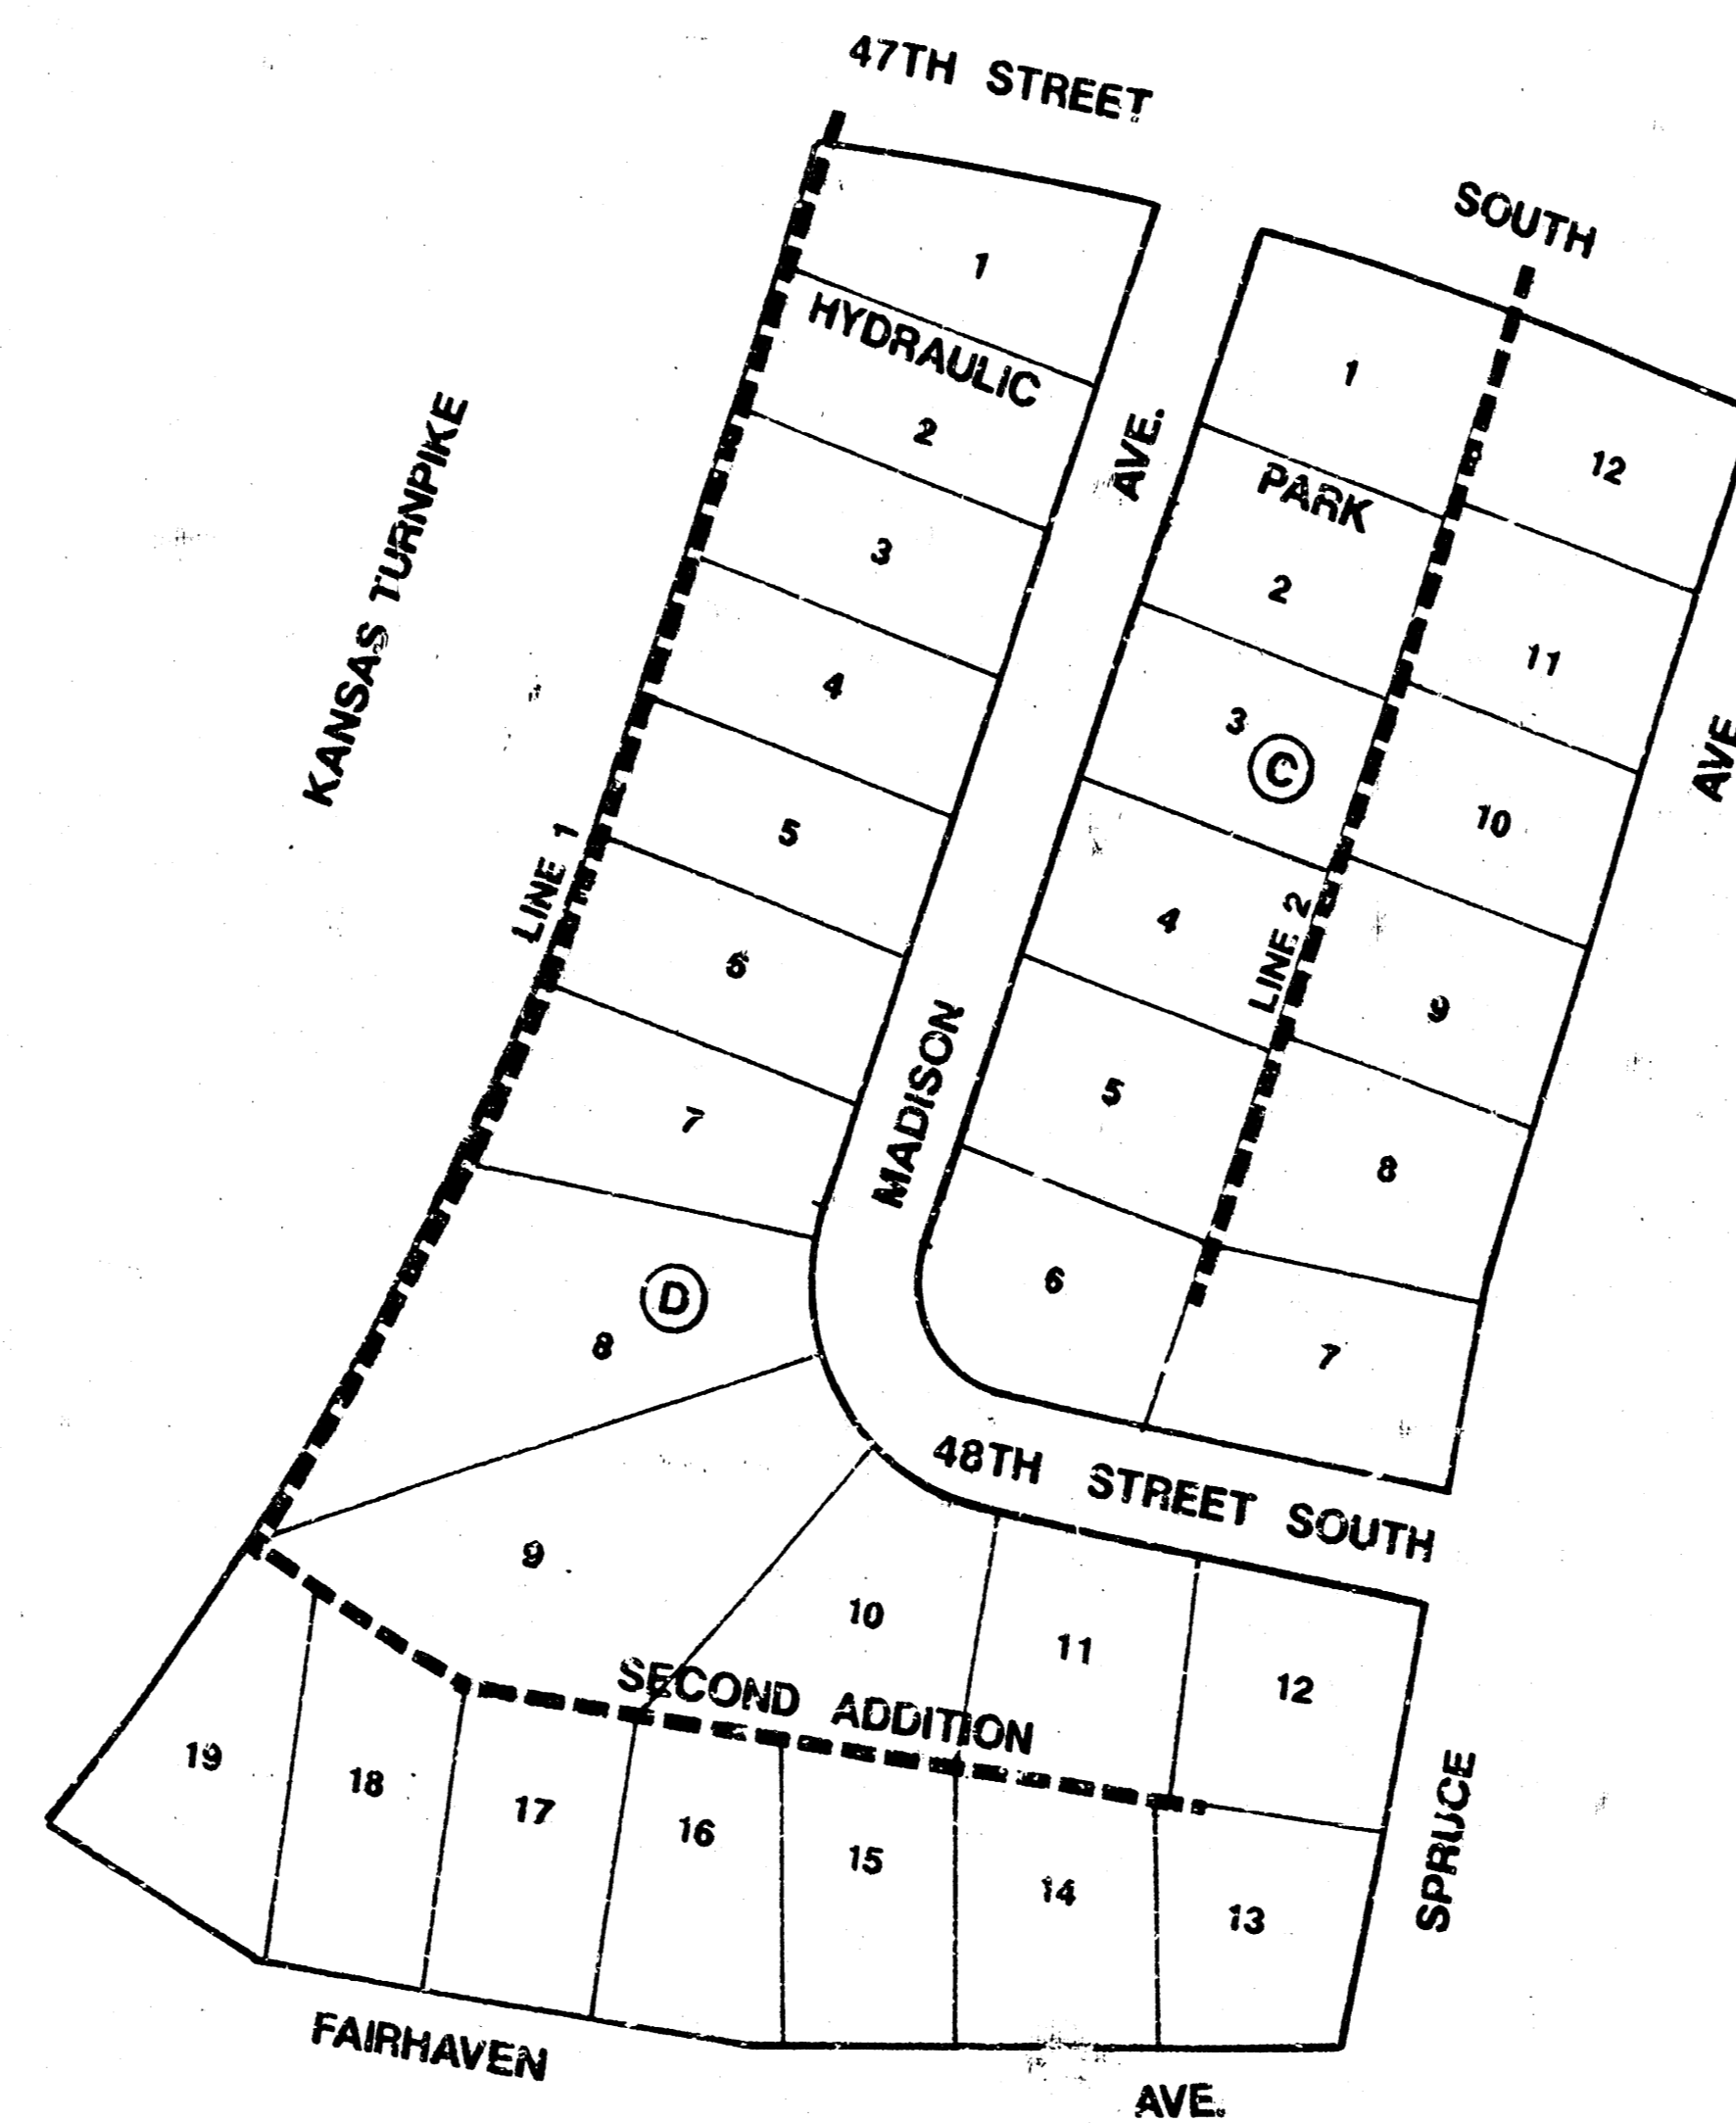 47TH STREET
SOUTH
1
HYDRAULIC
2
3
4
5
6
7
8
D
9
10
11
12
13
14
15
16
17
18
19
KANSAS TURNPIKE
LINE 1
MADISON
AVE.
1
PARK
2
3
C
4
5
6
7
8
9
10
11
12
LINE 2
AVE
48TH STREET SOUTH
SECOND ADDITION
SPRUCE
FAIRHAVEN
AVE.